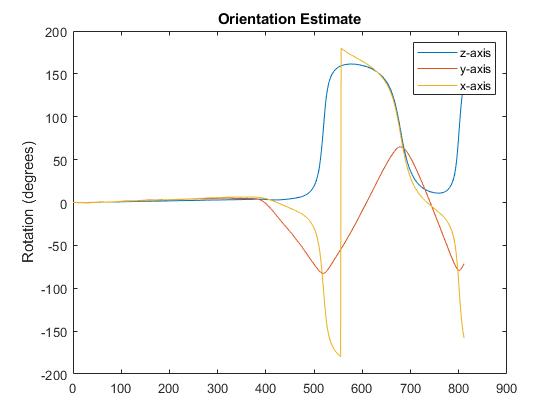 Orientation Estimate
200
150
100
50
0
-50
-100
-150
-200
Rotation (degrees)
z-axis
y-axis
x-axis
0 100 200 300 400 500 600 700 800 900